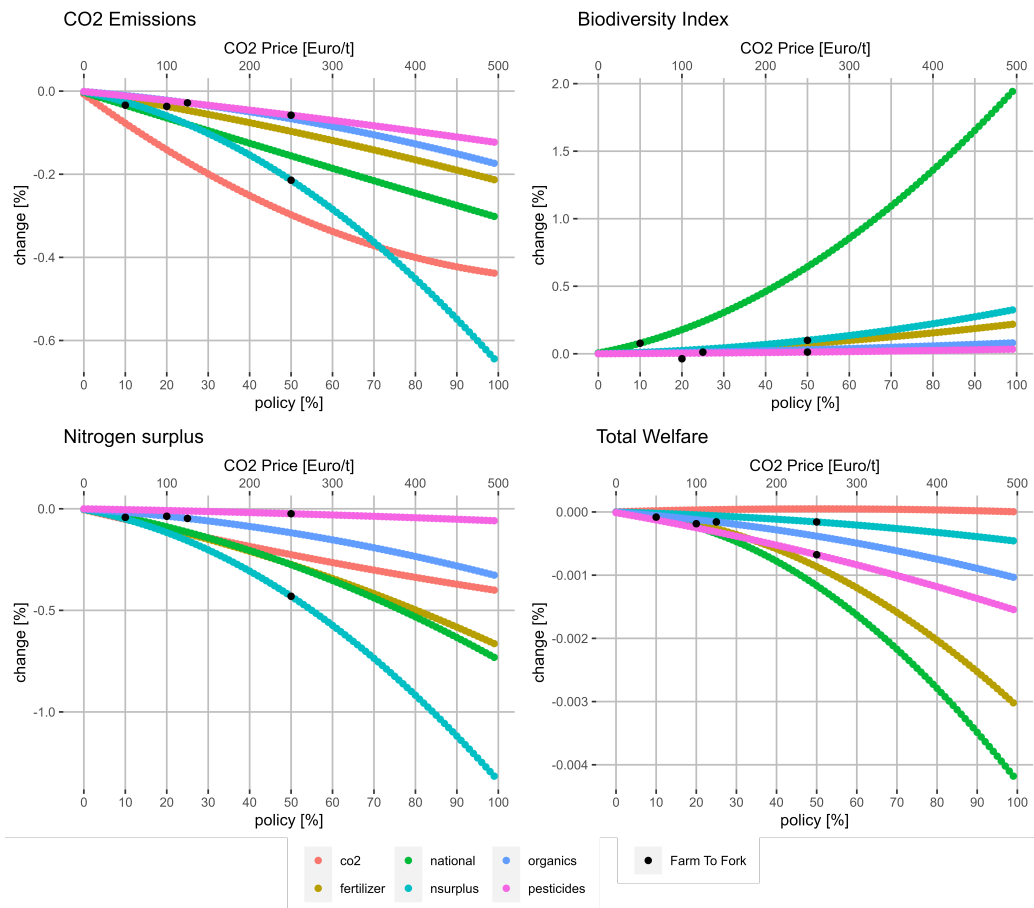 CO2 Emissions
CO2 Price [Euro/t]
0 100 200 300 400 500
0.0
-0.2
-0.4
-0.6
change [%]
0 10 20 30 40 50 60 70 80 90 100
policy [%]
Biodiversity Index
CO2 Price [Euro/t]
0 100 200 300 400 500
2.0
1.5
1.0
0.5
0.0
change [%]
0 10 20 30 40 50 60 70 80 90 100
policy [%]
Nitrogen surplus
CO2 Price [Euro/t]
0 100 200 300 400 500
0.0
-0.5
-1.0
change [%]
0 10 20 30 40 50 60 70 80 90 100
policy [%]
Total Welfare
CO2 Price [Euro/t]
0 100 200 300 400 500
0.000
-0.001
-0.002
-0.003
-0.004
change [%]
0 10 20 30 40 50 60 70 80 90 100
policy [%]
co2 national organics
fertilizer nsurplus pesticides
Farm To Fork